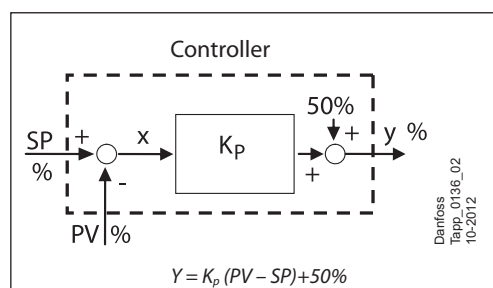 Controller
50%
SP
+
x
K_P
+
y %
%
-
+
PV
%
Danfoss
Tapp_0136_02
10-2012
Y = K_p (PV – SP)+50%